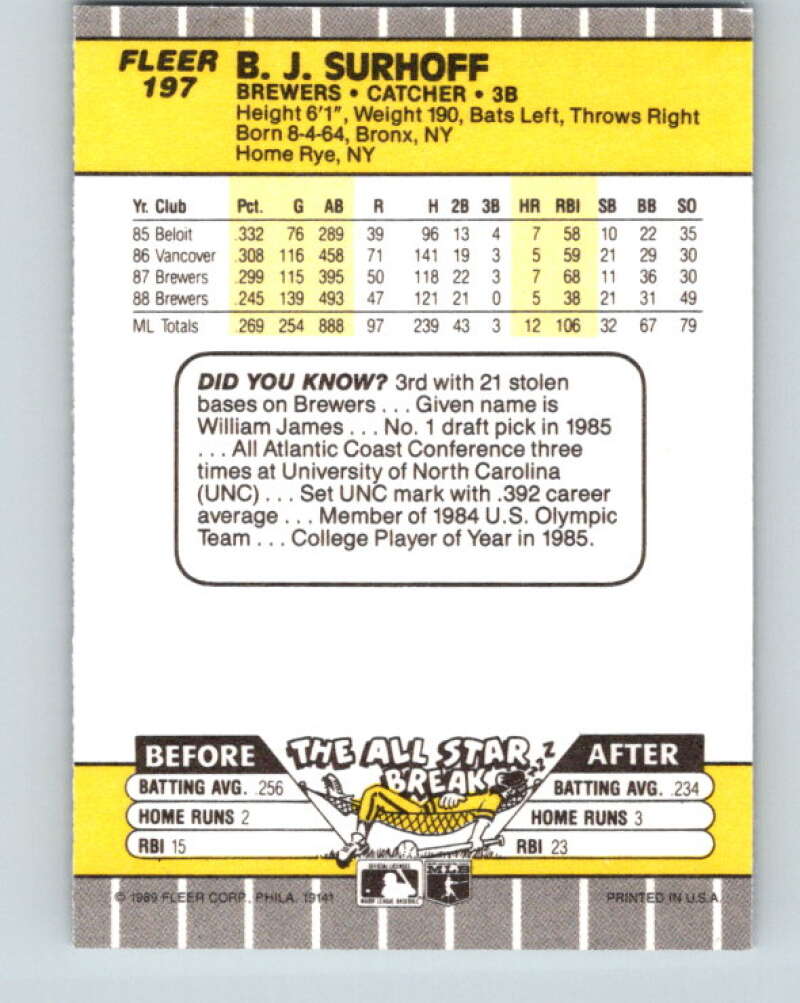 FLEER
197
B. J. SURHOFF
BREWERS • CATCHER • 3B
Height 6'1", Weight 190, Bats Left, Throws Right
Born 8-4-64, Bronx, NY
Home Rye, NY
Yr. Club Pct. G AB R H 2B 3B HR RBI SB BB SO
85 Beloit .332 76 289 39 96 13 4 7 58 10 22 35
86 Vancover .308 116 458 71 141 19 3 5 59 21 29 30
87 Brewers .299 115 395 50 118 22 3 7 68 11 36 30
88 Brewers .245 139 493 47 121 21 0 5 38 21 31 49
ML Totals .269 254 888 97 239 43 3 12 106 32 67 79
DID YOU KNOW? 3rd with 21 stolen
bases on Brewers . . . Given name is
William James . . . No. 1 draft pick in 1985
. . . All Atlantic Coast Conference three
times at University of North Carolina
(UNC) . . . Set UNC mark with .392 career
average . . . Member of 1984 U.S. Olympic
Team . . . College Player of Year in 1985.
BEFORE THE ALL STAR BREAK ZZZ AFTER
BATTING AVG. .256 BATTING AVG. .234
HOME RUNS 2 HOME RUNS 3
RBI 15 RBI 23
OFFICIAL LICENSEE
MAJOR LEAGUE BASEBALL
MLB
© 1989 FLEER CORP., PHILA. 19141 PRINTED IN U.S.A.